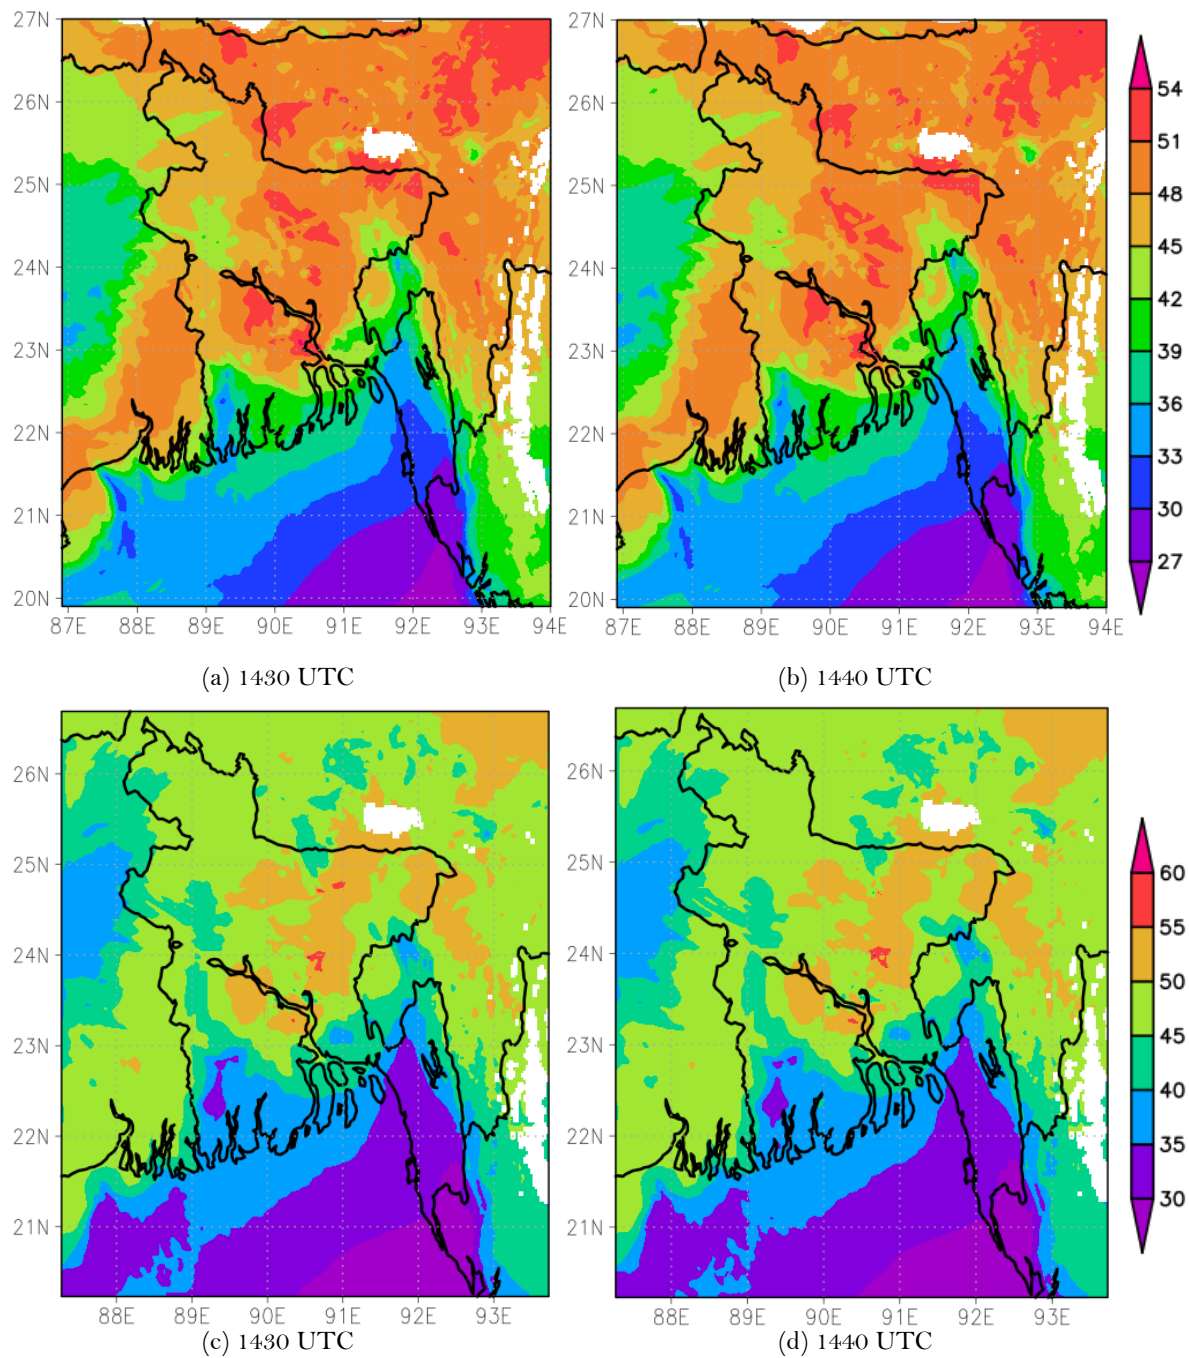 27N
26N
25N
24N
23N
22N
21N
20N
87E 88E 89E 90E 91E 92E 93E 94E
27N
26N
25N
24N
23N
22N
21N
20N
87E 88E 89E 90E 91E 92E 93E 94E
54
51
48
45
42
39
36
33
30
27
(a) 1430 UTC
(b) 1440 UTC
26N
25N
24N
23N
22N
21N
88E 89E 90E 91E 92E 93E
26N
25N
24N
23N
22N
21N
88E 89E 90E 91E 92E 93E
60
55
50
45
40
35
30
(c) 1430 UTC
(d) 1440 UTC